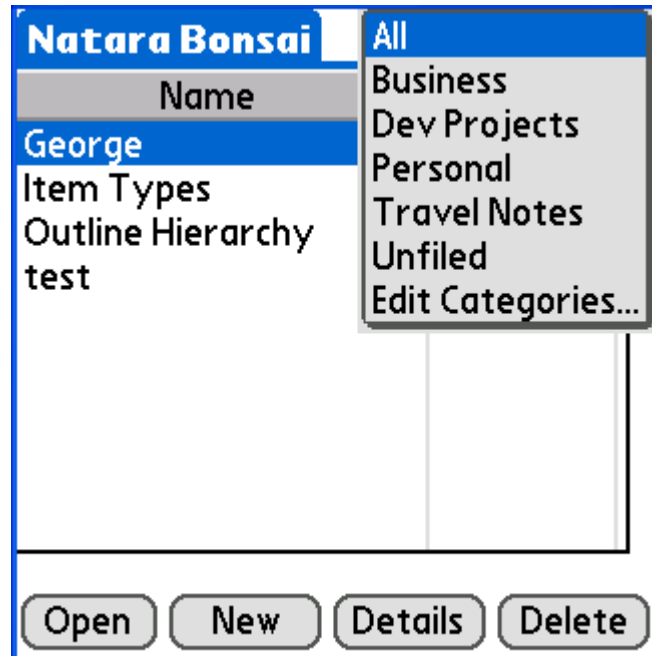 Natara Bonsai
All
Business
Dev Projects
Personal
Travel Notes
Unfiled
Edit Categories...
Name
George
Item Types
Outline Hierarchy
test
Open New Details Delete